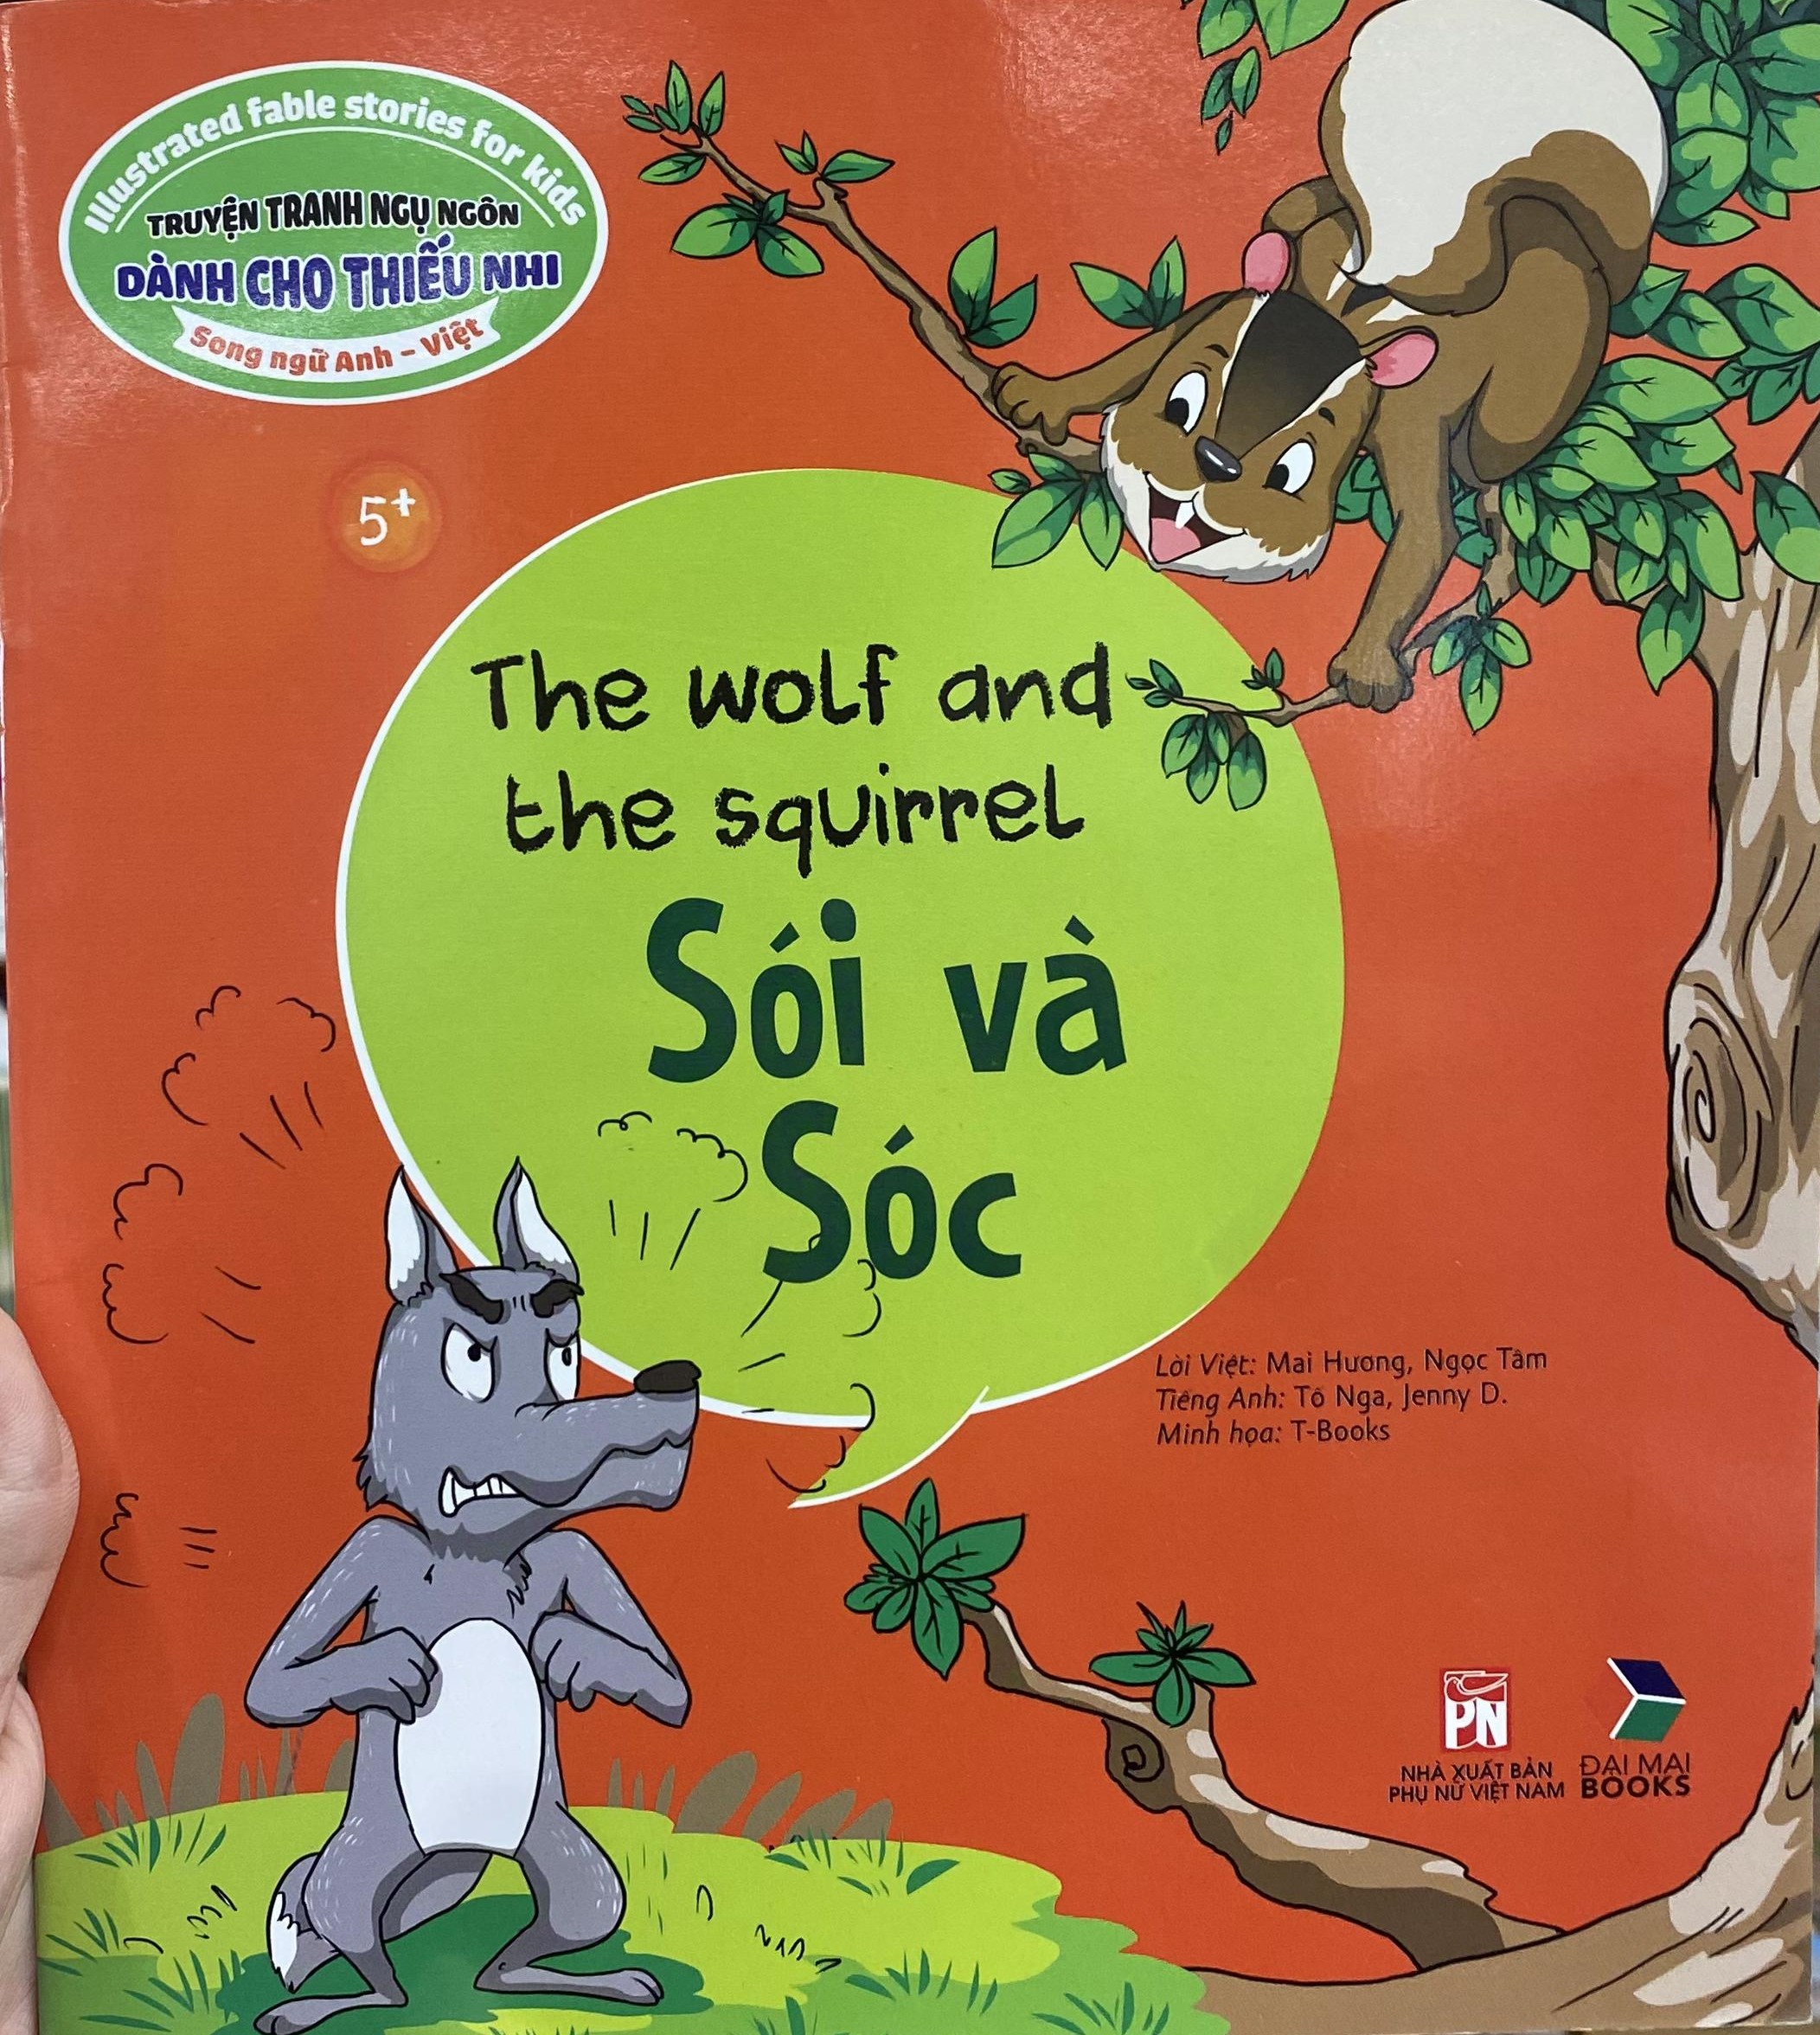 Illustrated fable stories for kids
TRUYỆN TRANH NGỤ NGÔN
DÀNH CHO THIẾU NHI
Song ngữ Anh - Việt
5+
The wolf and
the squirrel
Sói và
Sóc
Lời Việt: Mai Hương, Ngọc Tâm
Tiếng Anh: Tố Nga, Jenny D.
Minh họa: T-Books
PN
NHÀ XUẤT BẢN
PHỤ NỮ VIỆT NAM
ĐẠI MAI
BOOKS